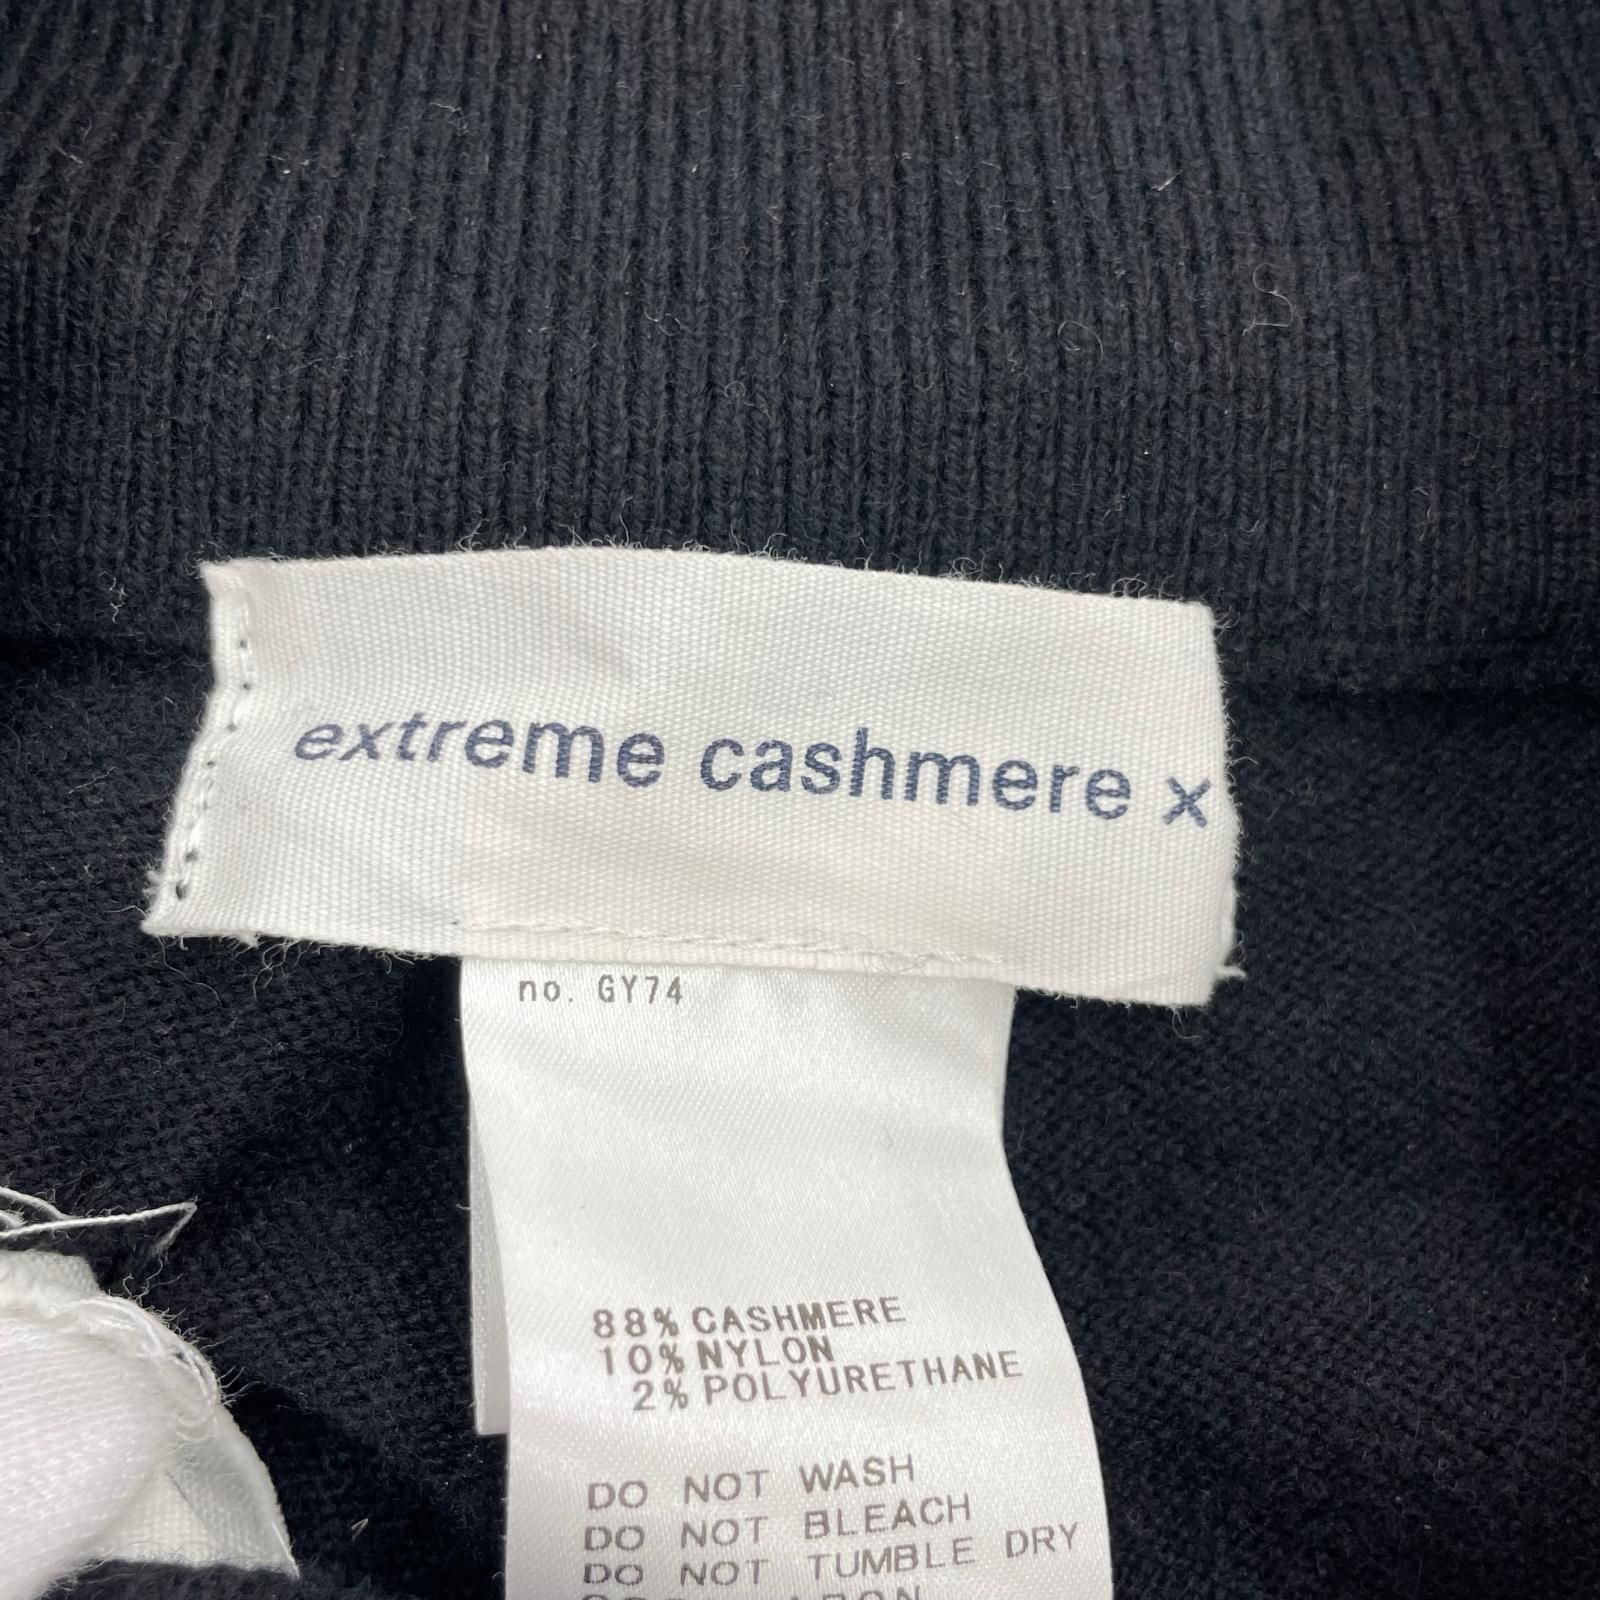 extreme cashmere x
no. GY74
88% CASHMERE
10% NYLON
2% POLYURETHANE
DO NOT WASH
DO NOT BLEACH
DO NOT TUMBLE DRY